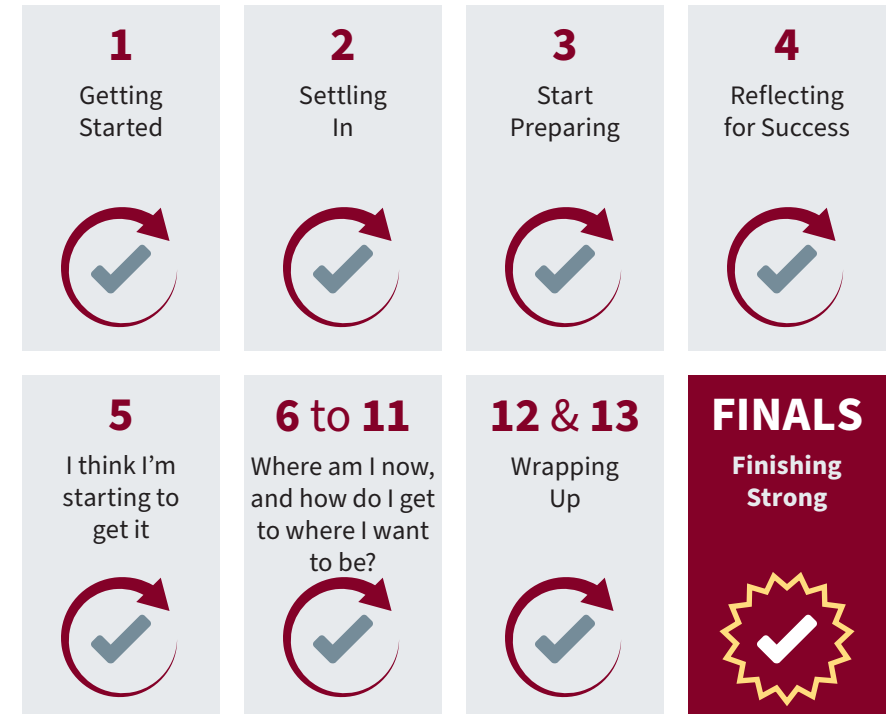 1
Getting
Started
2
Settling
In
3
Start
Preparing
4
Reflecting
for Success
5
I think I’m
starting to
get it
6 to 11
Where am I now,
and how do I get
to where I want
to be?
12 & 13
Wrapping
Up
FINALS
Finishing
Strong